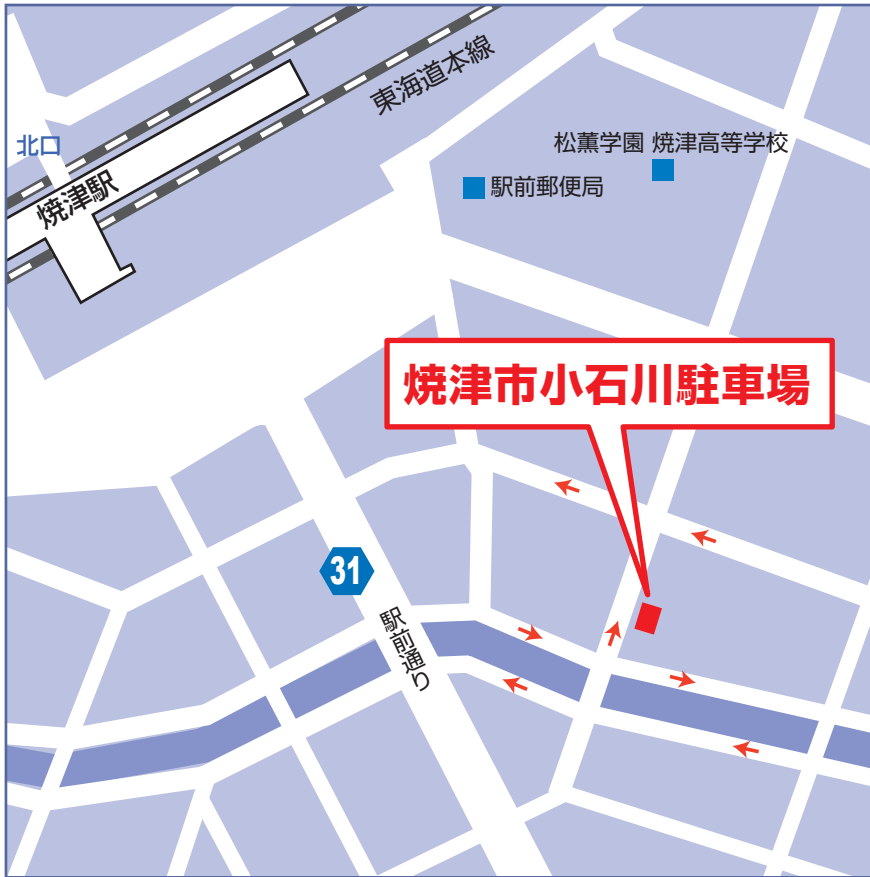 東海道本線
北口
焼津駅
松薫学園 焼津高等学校
駅前郵便局
焼津市小石川駐車場
31
駅前通り